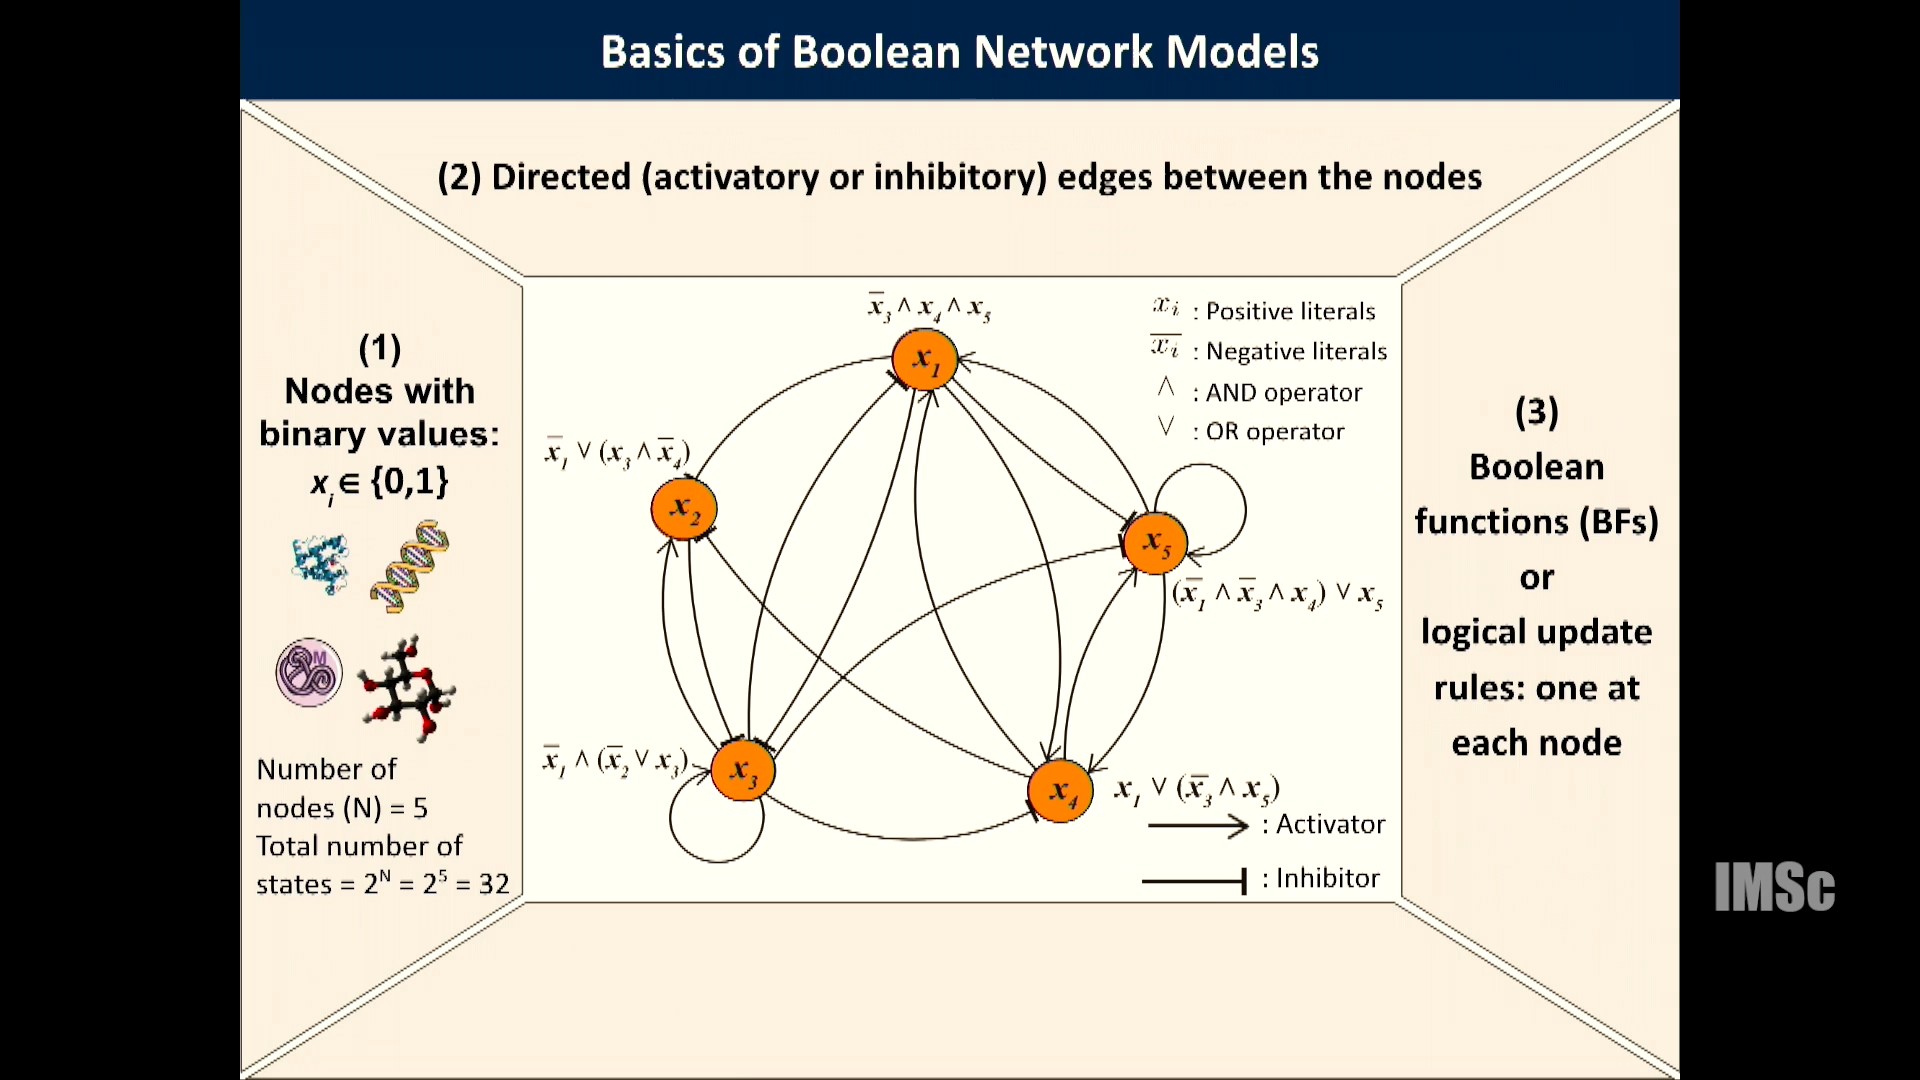 Basics of Boolean Network Models
(2) Directed (activatory or inhibitory) edges between the nodes
(1)
Nodes with
binary values:
xᵢ ∈ {0,1}
M
Number of
nodes (N) = 5
Total number of
states = 2ᴺ = 2⁵ = 32
x̅₃ ∧ x₄ ∧ x₅
x₁
x̅₁ ∨ (x₃ ∧ x̅₄)
x₂
x₅
(x̅₁ ∧ x̅₃ ∧ x₄) ∨ x₅
x̅₁ ∧ (x̅₂ ∨ x₃)
x₃
x₄
x₁ ∨ (x̅₃ ∧ x₅)
xᵢ : Positive literals
x̅ᵢ : Negative literals
∧ : AND operator
∨ : OR operator
: Activator
: Inhibitor
(3)
Boolean
functions (BFs)
or
logical update
rules: one at
each node
IMSc